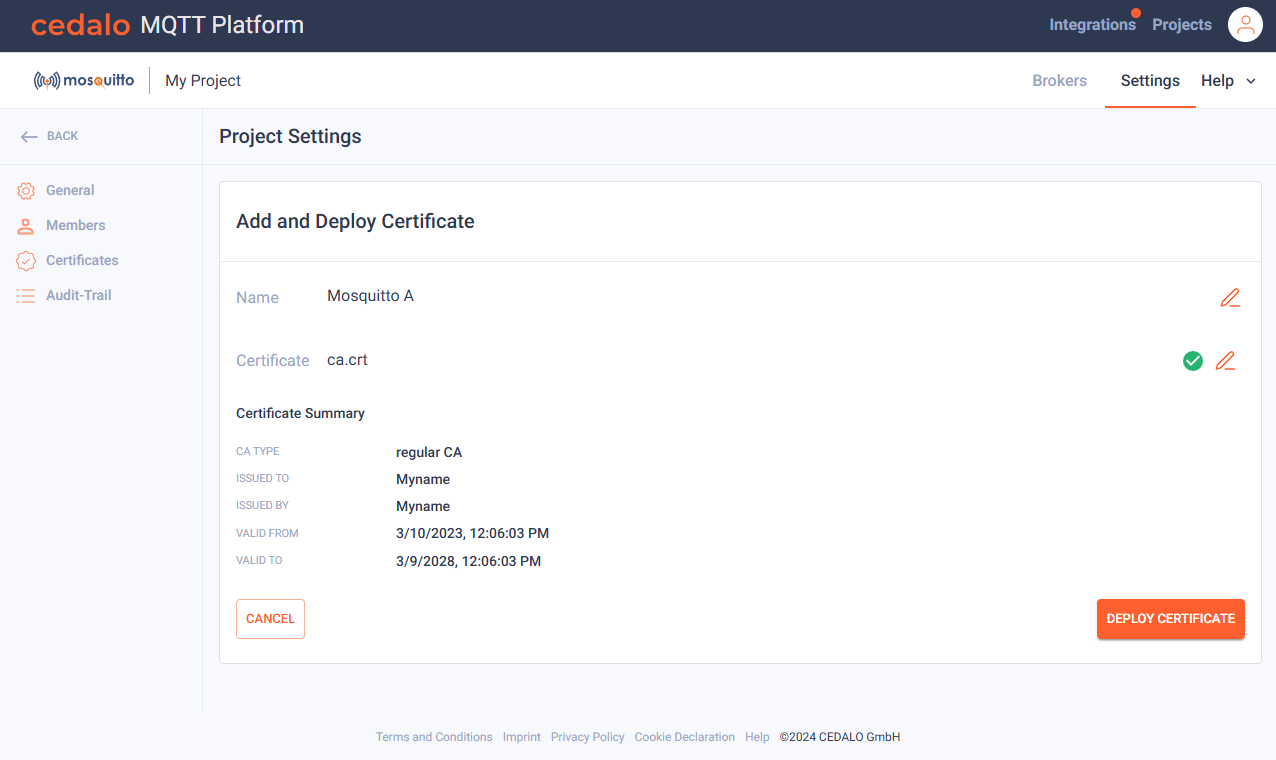 cedalo MQTT Platform
Integrations Projects
mosquitto My Project
Brokers Settings Help
BACK
Project Settings
General
Members
Certificates
Audit-Trail
Add and Deploy Certificate
Name Mosquitto A
Certificate ca.crt
Certificate Summary
CA TYPE regular CA
ISSUED TO Myname
ISSUED BY Myname
VALID FROM 3/10/2023, 12:06:03 PM
VALID TO 3/9/2028, 12:06:03 PM
CANCEL DEPLOY CERTIFICATE
Terms and Conditions Imprint Privacy Policy Cookie Declaration Help ©2024 CEDALO GmbH